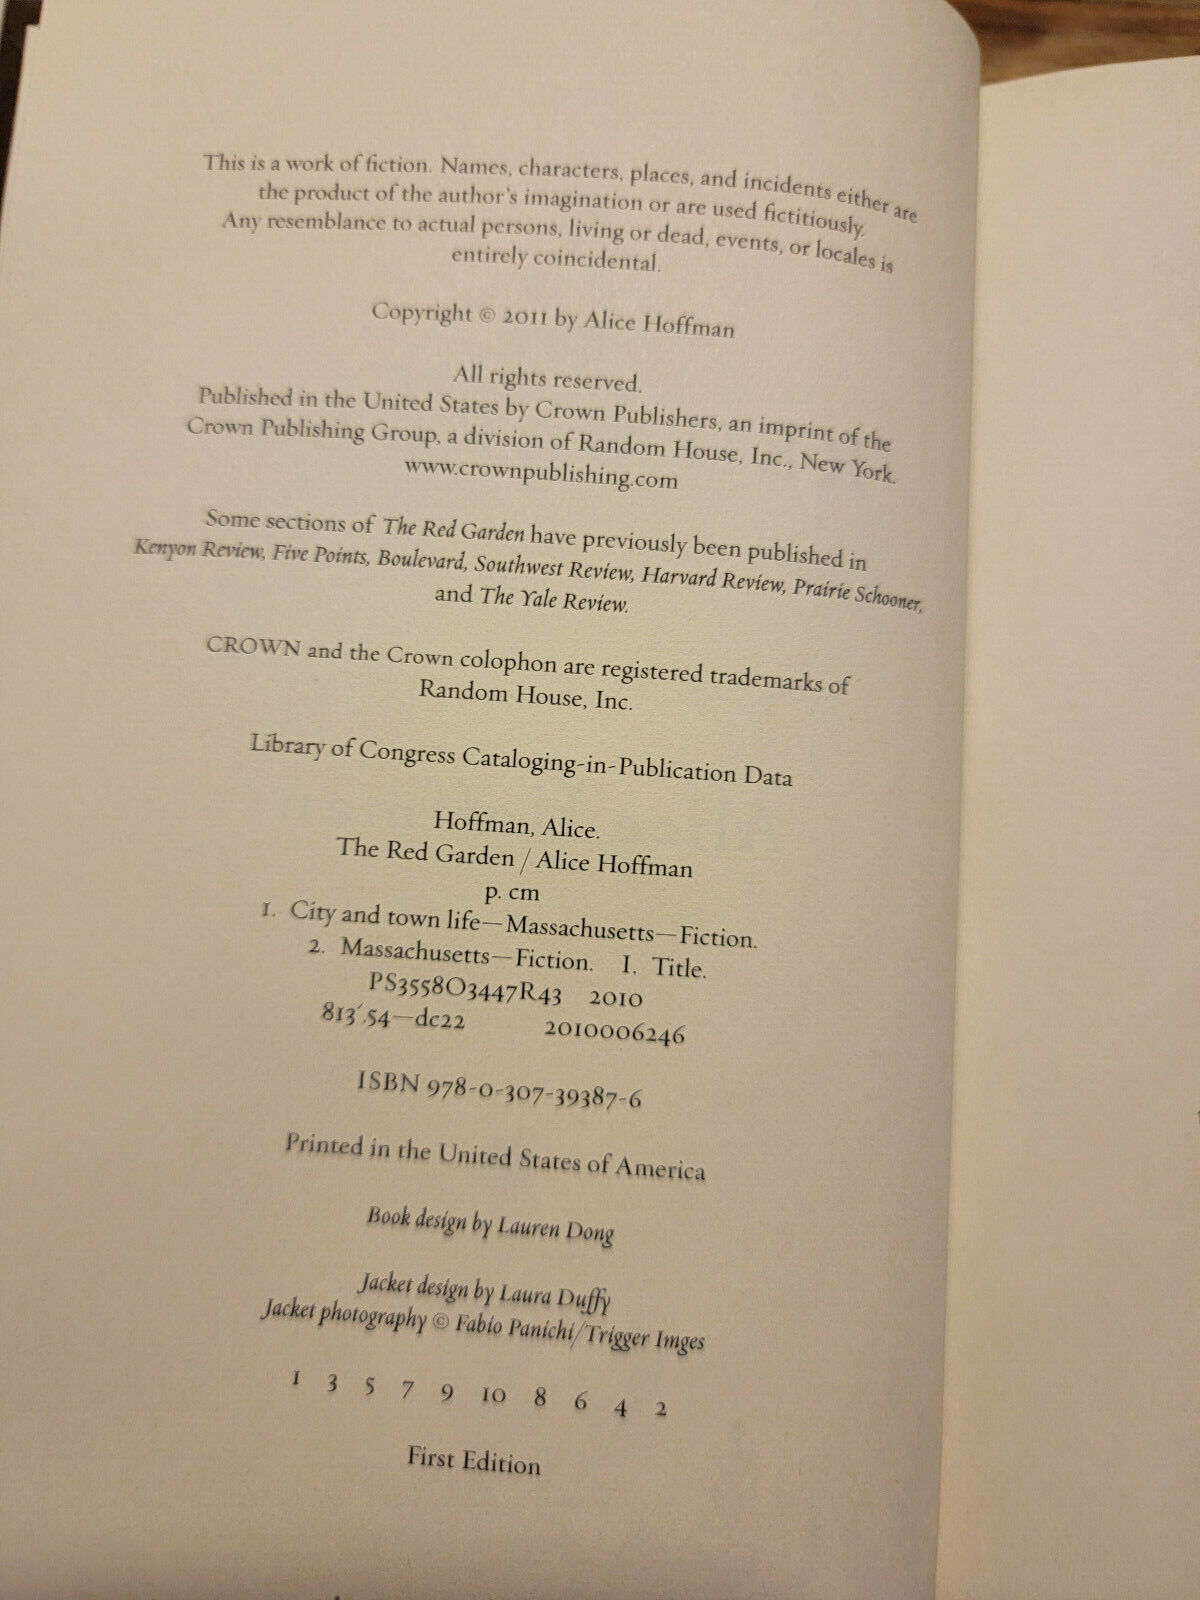 This is a work of fiction. Names, characters, places, and incidents either are
the product of the author's imagination or are used fictitiously.
Any resemblance to actual persons, living or dead, events, or locales is
entirely coincidental.
Copyright © 2011 by Alice Hoffman
All rights reserved.
Published in the United States by Crown Publishers, an imprint of the
Crown Publishing Group, a division of Random House, Inc., New York.
www.crownpublishing.com
Some sections of The Red Garden have previously been published in
Kenyon Review, Five Points, Boulevard, Southwest Review, Harvard Review, Prairie Schooner,
and The Yale Review.
CROWN and the Crown colophon are registered trademarks of
Random House, Inc.
Library of Congress Cataloging-in-Publication Data
Hoffman, Alice.
The Red Garden / Alice Hoffman
p. cm
1. City and town life—Massachusetts—Fiction.
2. Massachusetts—Fiction. I. Title.
PS3558O3447R43 2010
813´.54—dc22 2010006246
ISBN 978-0-307-39387-6
Printed in the United States of America
Book design by Lauren Dong
Jacket design by Laura Duffy
Jacket photography © Fabio Panichi/Trigger Imges
1 3 5 7 9 10 8 6 4 2
First Edition